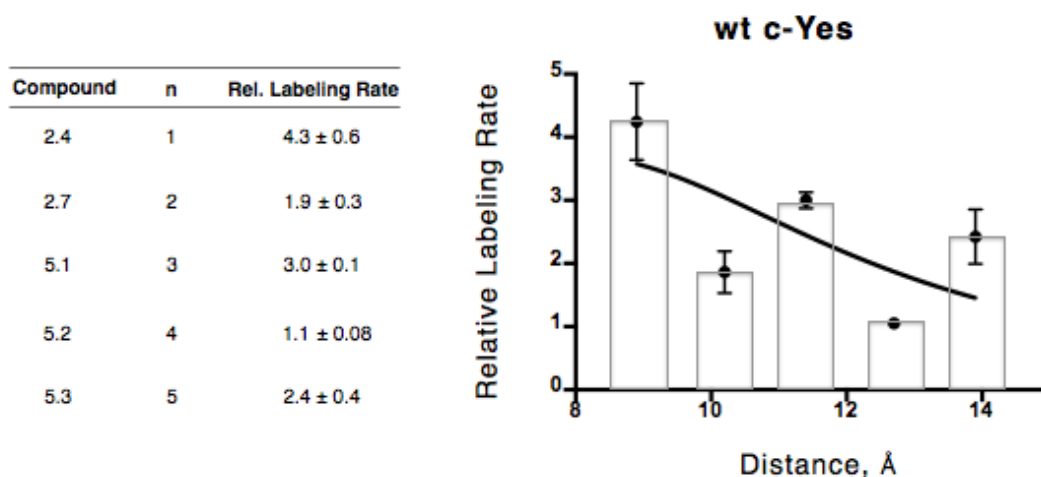 Compound n Rel. Labeling Rate
2.4 1 4.3 ± 0.6
2.7 2 1.9 ± 0.3
5.1 3 3.0 ± 0.1
5.2 4 1.1 ± 0.08
5.3 5 2.4 ± 0.4
wt c-Yes
Relative Labeling Rate
5
4
3
2
1
0
8 10 12 14
Distance, Å